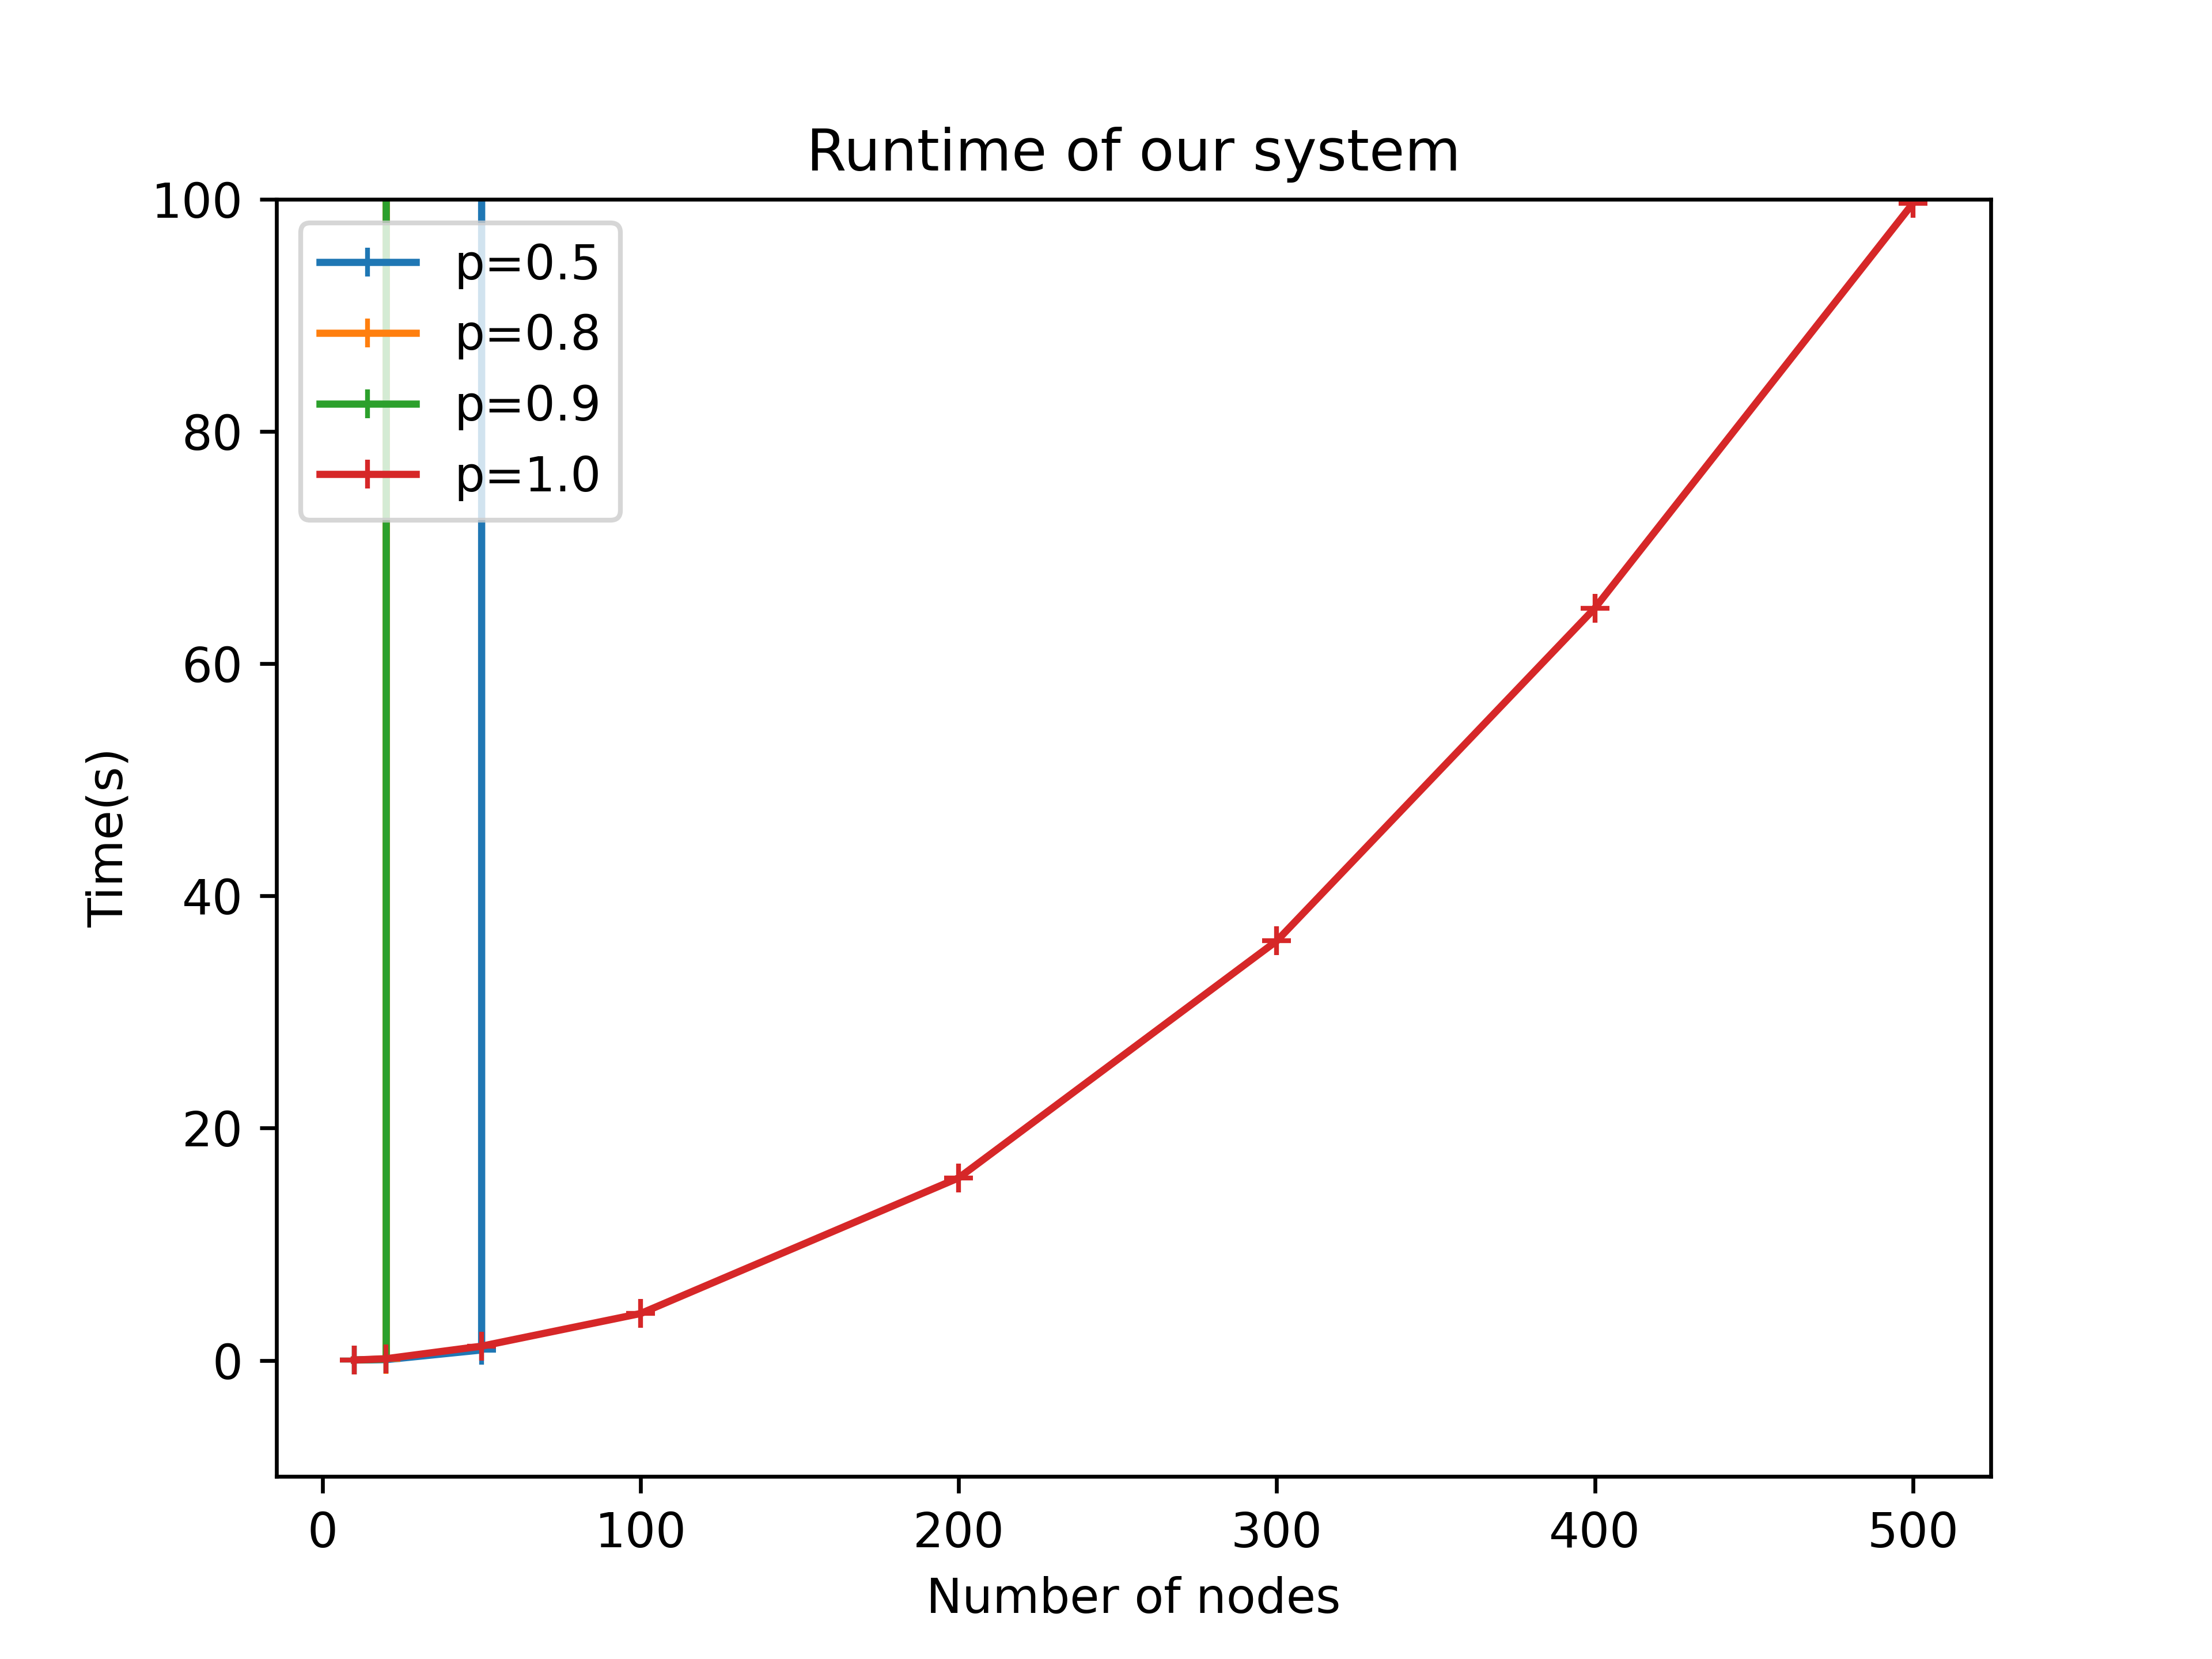 Runtime of our system
100
80
60
40
20
0
Time(s)
p=0.5
p=0.8
p=0.9
p=1.0
0 100 200 300 400 500
Number of nodes